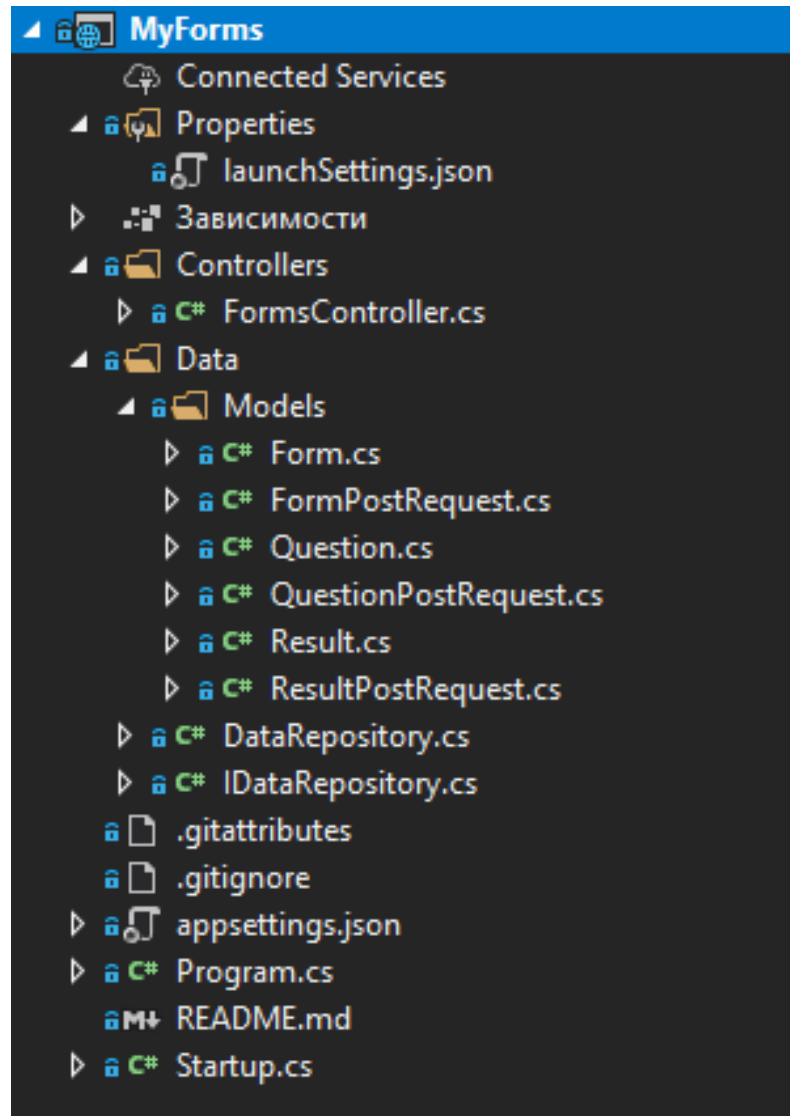 MyForms
Connected Services
Properties
launchSettings.json
Зависимости
Controllers
C# FormsController.cs
Data
Models
C# Form.cs
C# FormPostRequest.cs
C# Question.cs
C# QuestionPostRequest.cs
C# Result.cs
C# ResultPostRequest.cs
C# DataRepository.cs
C# IDataRepository.cs
.gitattributes
.gitignore
appsettings.json
C# Program.cs
M↓ README.md
C# Startup.cs